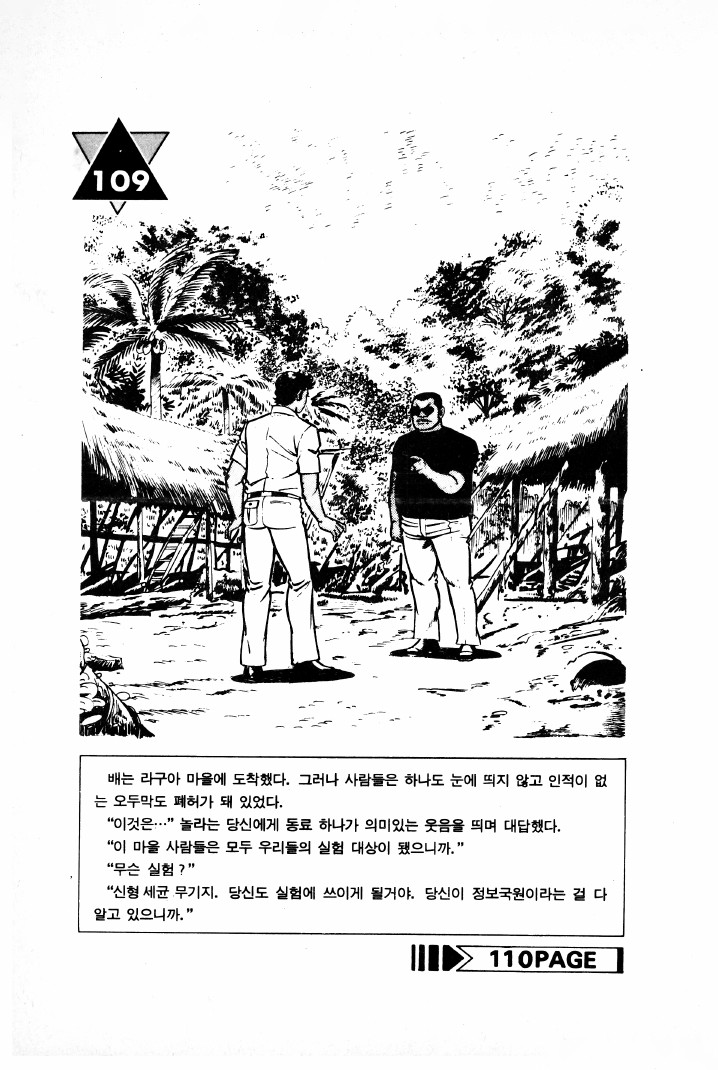 109
배는 라구아 마을에 도착했다. 그러나 사람들은 하나도 눈에 띄지 않고 인적이 없
는 오두막도 폐허가 돼 있었다.
“이것은…” 놀라는 당신에게 동료 하나가 의미있는 웃음을 띄며 대답했다.
“이 마을 사람들은 모두 우리들의 실험 대상이 됐으니까.”
“무슨 실험?”
“신형 세균 무기지. 당신도 실험에 쓰이게 될거야. 당신이 정보국원이라는 걸 다
알고 있으니까.”
110PAGE